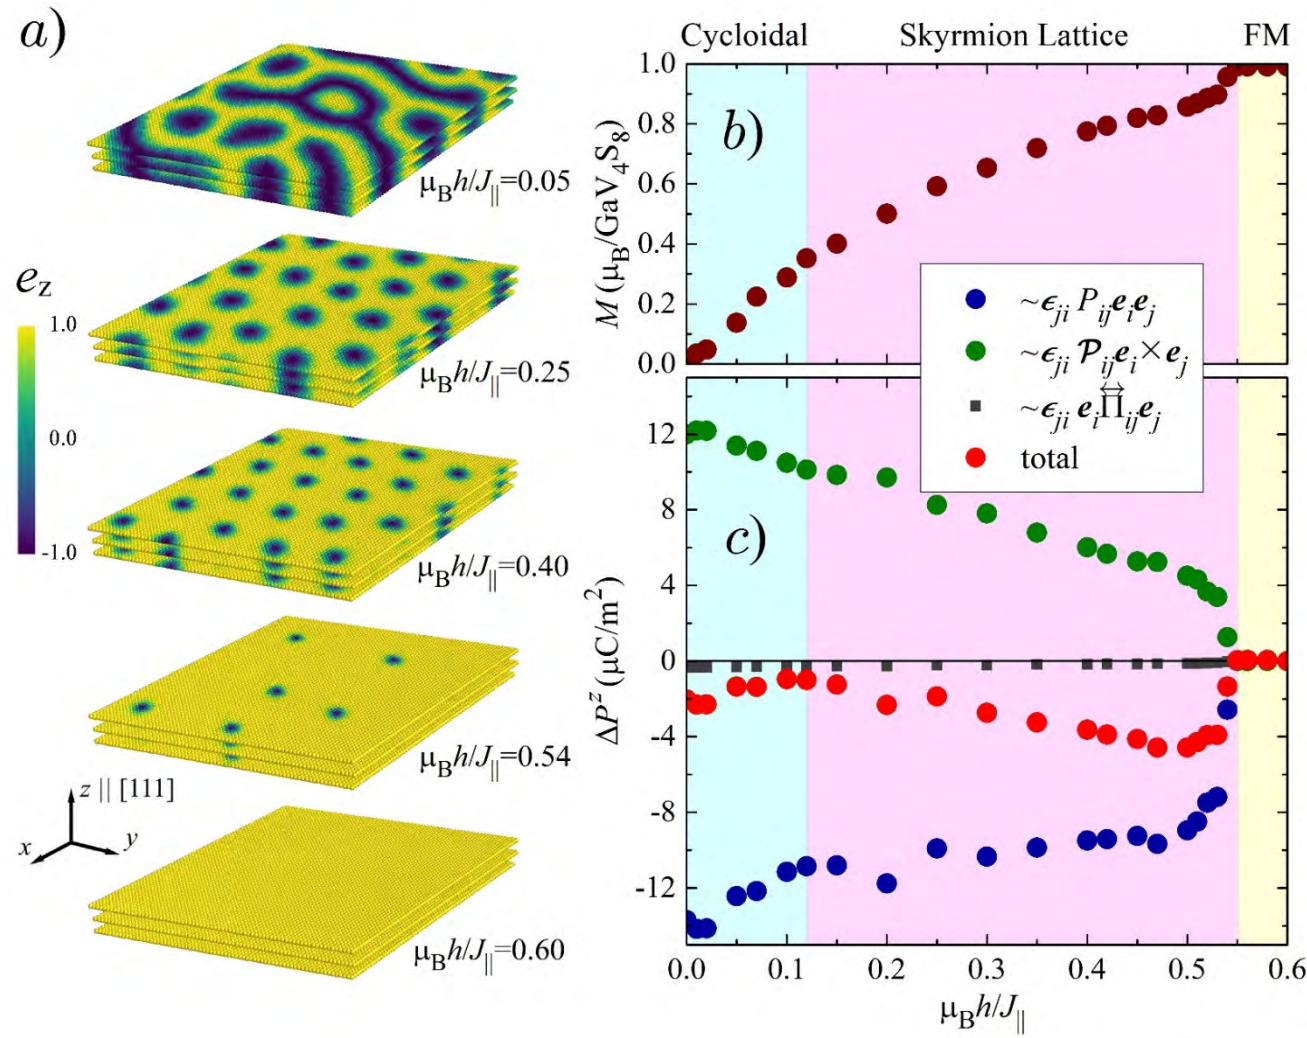 a)
μ_B h/J_∥=0.05
e_z
1.0
0.0
-1.0
μ_B h/J_∥=0.25
μ_B h/J_∥=0.40
μ_B h/J_∥=0.54
z || [111]
x
y
μ_B h/J_∥=0.60
Cycloidal Skyrmion Lattice FM
b)
M (μ_B/GaV_4S_8)
1.0
0.8
0.6
0.4
0.2
0.0
~ϵ_ji P_ij e_i e_j
~ϵ_ji 𝓟_ij e_i × e_j
~ϵ_ji e_i Π⃡_ij e_j
total
c)
ΔP^z (μC/m^2)
12
8
4
0
-4
-8
-12
0.0 0.1 0.2 0.3 0.4 0.5 0.6
μ_B h/J_∥